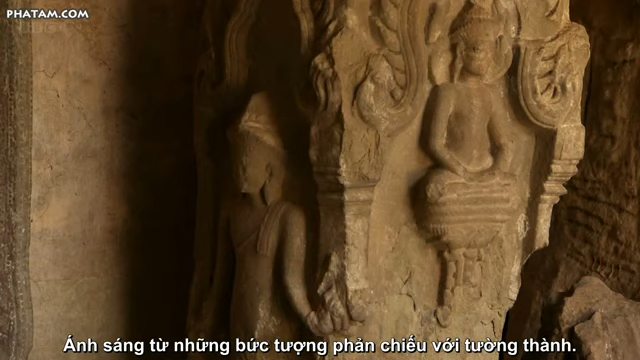 PHATAM.COM
Ánh sáng từ những bức tượng phản chiếu với tường thành.